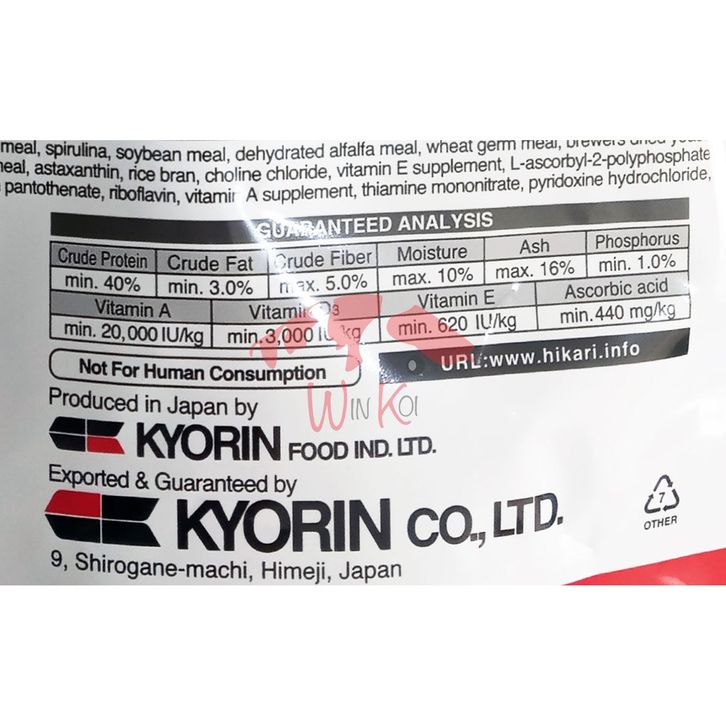 meal, spirulina, soybean meal, dehydrated alfalfa meal, wheat germ meal, brewers dried
meal, astaxanthin, rice bran, choline chloride, vitamin E supplement, L-ascorbyl-2-polyphosphate
pantothenate, riboflavin, vitamin A supplement, thiamine mononitrate, pyridoxine hydrochloride,
GUARANTEED ANALYSIS
Crude Protein Crude Fat Crude Fiber Moisture Ash Phosphorus
min. 40% min. 3.0% max. 5.0% max. 10% max. 16% min. 1.0%
Vitamin A Vitamin D3 Vitamin E Ascorbic acid
min. 20,000 IU/kg min. 3,000 IU/kg min. 620 IU/kg min. 440 mg/kg
Not For Human Consumption
URL:www.hikari.info
WIN KOI
Produced in Japan by
KYORIN FOOD IND. LTD.
Exported & Guaranteed by
KYORIN CO., LTD.
9, Shirogane-machi, Himeji, Japan
7
OTHER